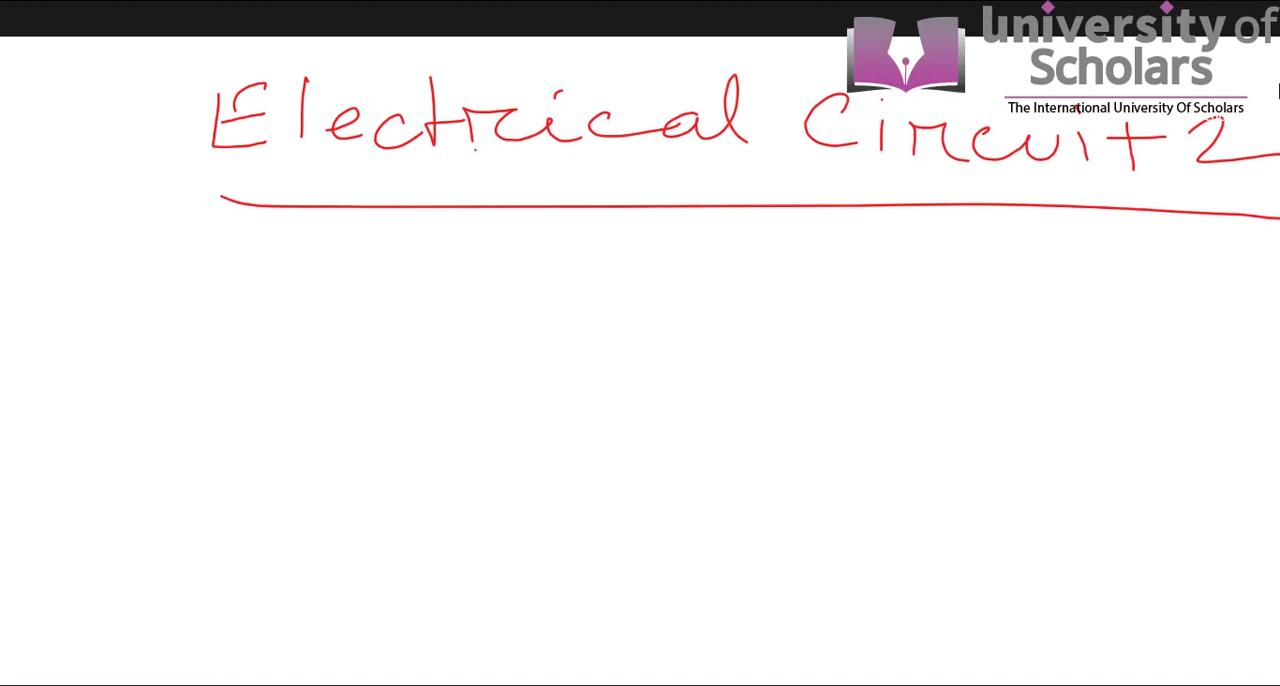 university of
Scholars
The International University Of Scholars
Electrical Circuit 2